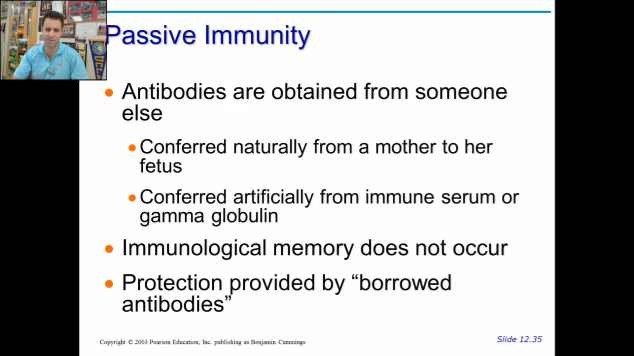 Passive Immunity
• Antibodies are obtained from someone
else
• Conferred naturally from a mother to her
fetus
• Conferred artificially from immune serum or
gamma globulin
• Immunological memory does not occur
• Protection provided by “borrowed
antibodies”
Copyright © 2003 Pearson Education, Inc. publishing as Benjamin Cummings
Slide 12.35
UCLA